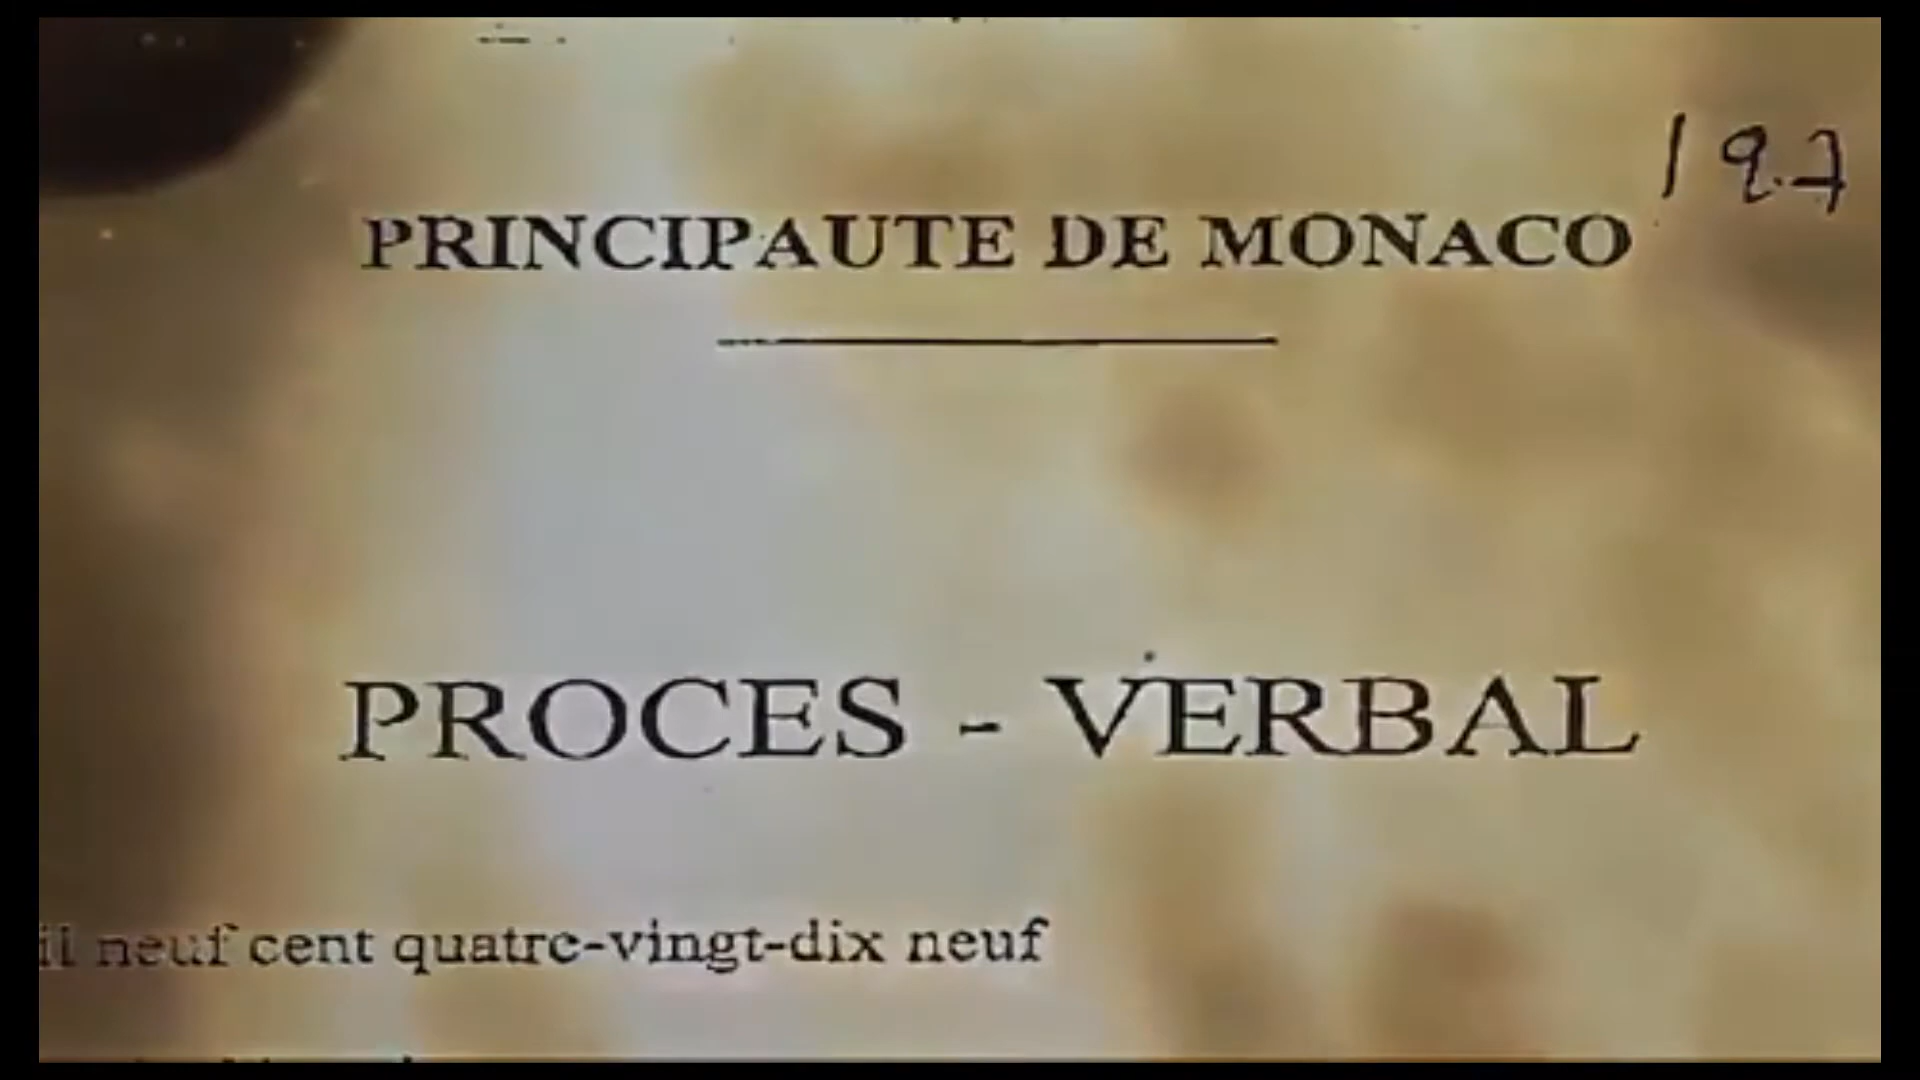 197
PRINCIPAUTE DE MONACO
PROCES - VERBAL
il neuf cent quatre-vingt-dix neuf